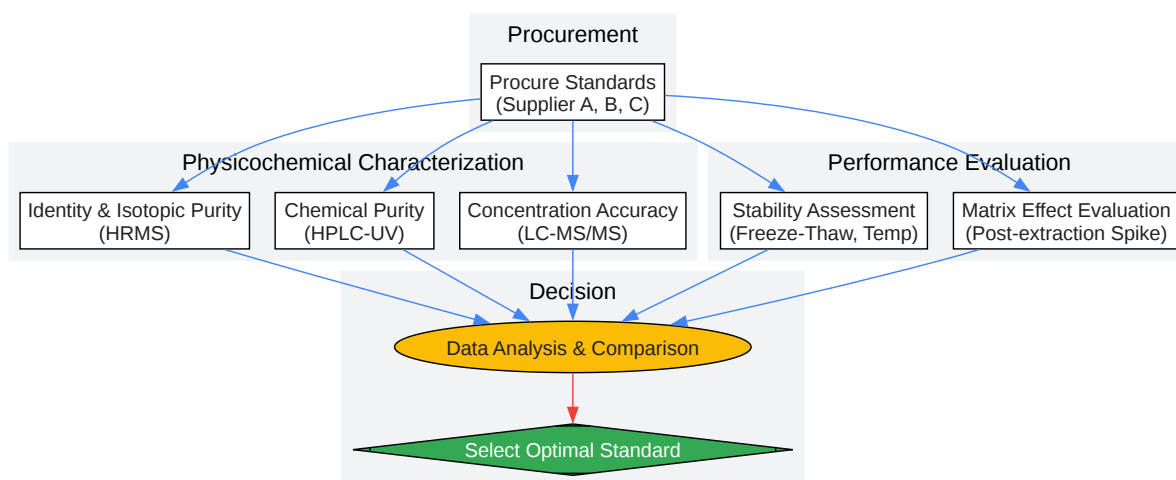 Procurement
Procure Standards
(Supplier A, B, C)
Physicochemical Characterization
Performance Evaluation
Identity & Isotopic Purity
(HRMS)
Chemical Purity
(HPLC-UV)
Concentration Accuracy
(LC-MS/MS)
Stability Assessment
(Freeze-Thaw, Temp)
Matrix Effect Evaluation
(Post-extraction Spike)
Decision
Data Analysis & Comparison
Select Optimal Standard